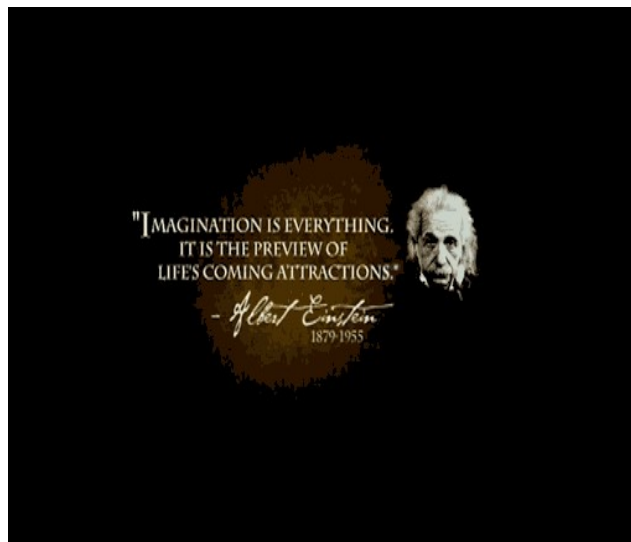 "IMAGINATION IS EVERYTHING.
IT IS THE PREVIEW OF
LIFE'S COMING ATTRACTIONS."
- Albert Einstein
1879-1955